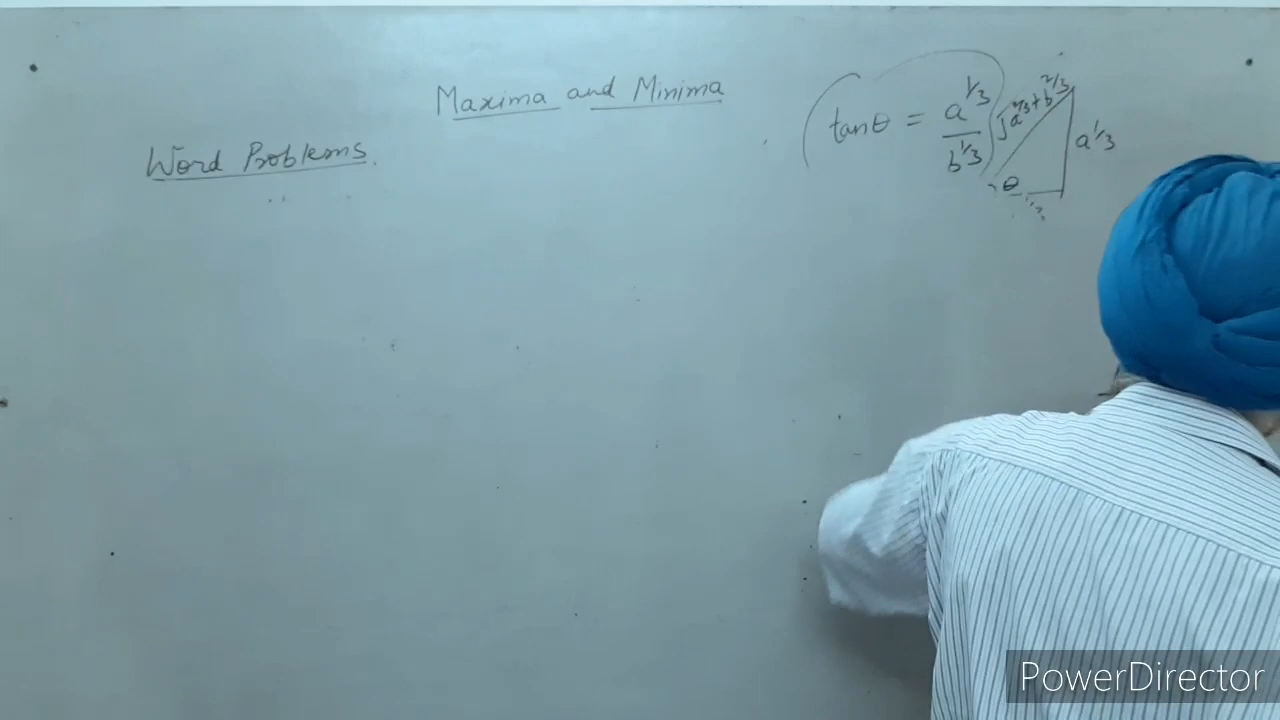 Maxima and Minima
Word Problems.
tanθ = a^1/3 / b^1/3
√a^2/3 + b^2/3
a^1/3
θ
PowerDirector